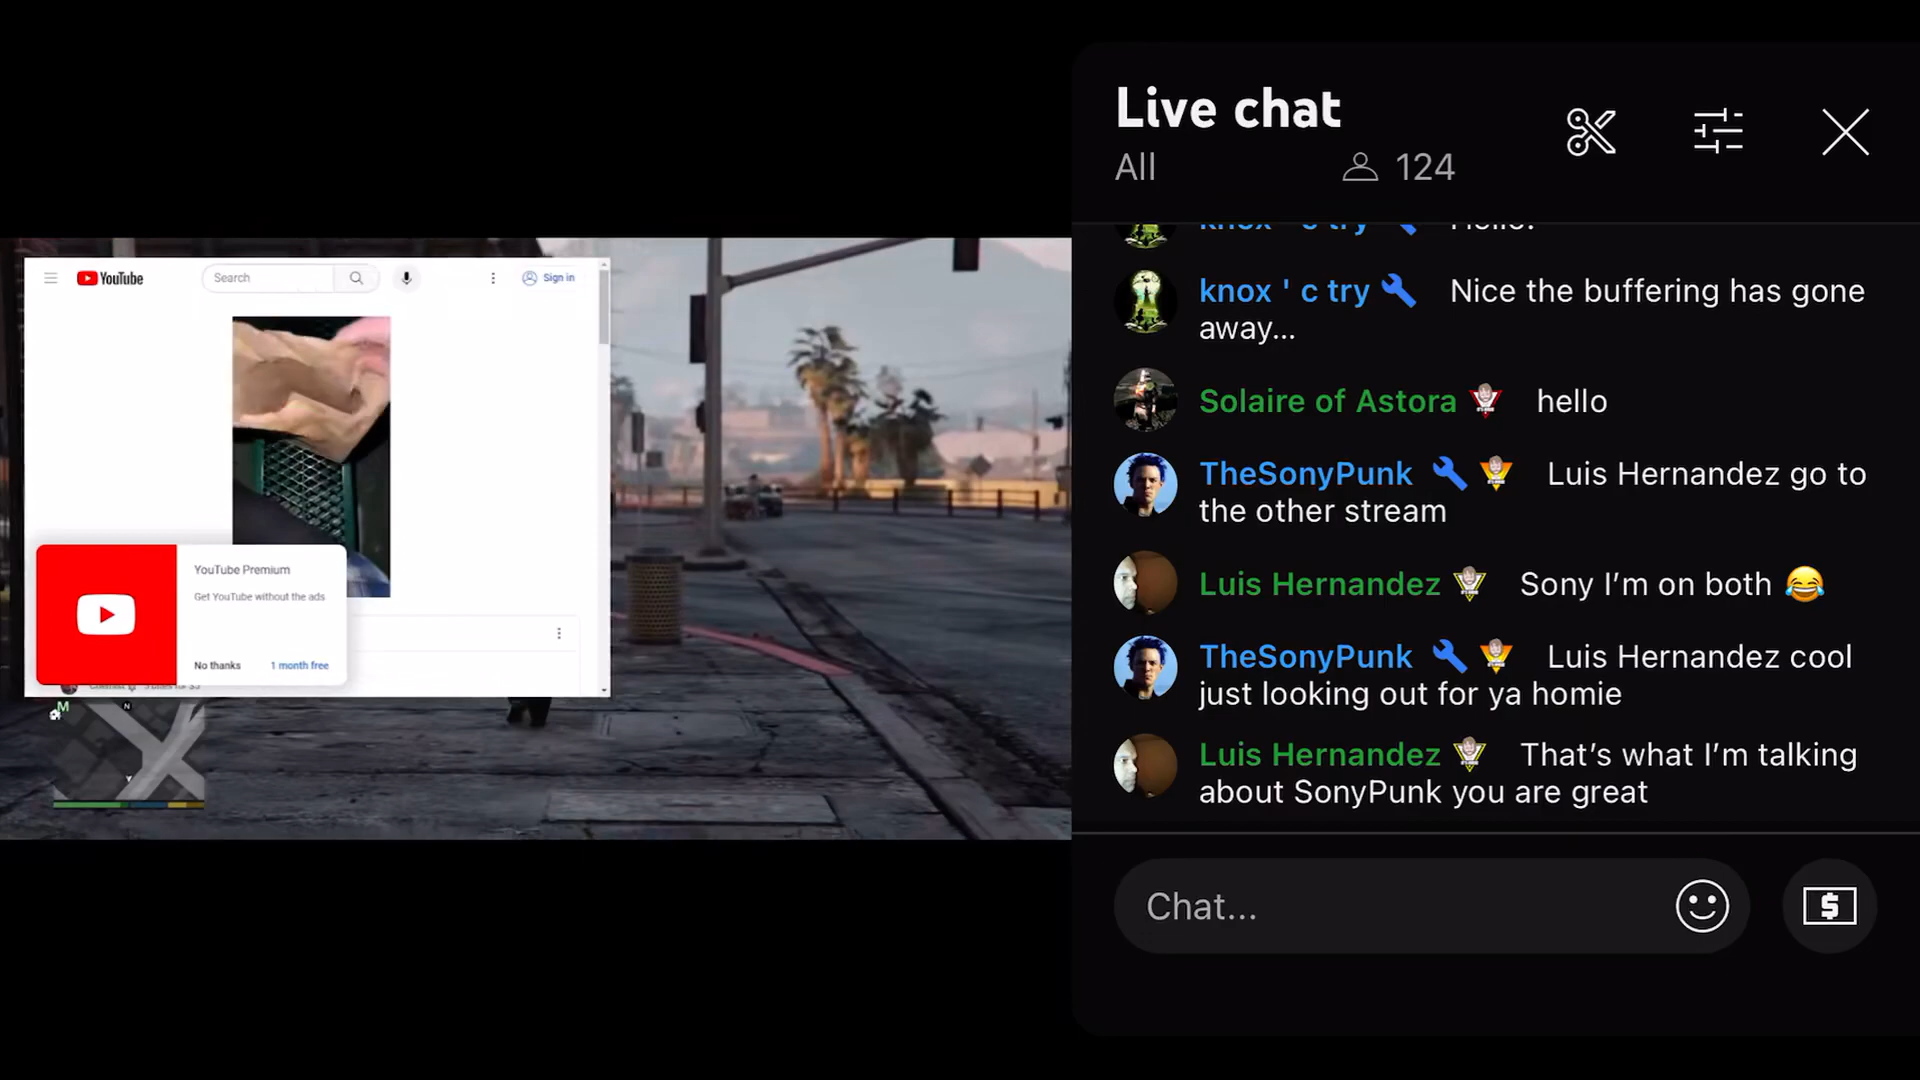 YouTube
Search
Sign in
YouTube Premium
Get YouTube without the ads
No thanks
1 month free
M
N
Live chat
All
124
knox ' c try
knox ' c try Nice the buffering has gone
away...
Solaire of Astora hello
TheSonyPunk Luis Hernandez go to
the other stream
Luis Hernandez Sony I’m on both 😂
TheSonyPunk Luis Hernandez cool
just looking out for ya homie
Luis Hernandez That’s what I’m talking
about SonyPunk you are great
Chat...
$